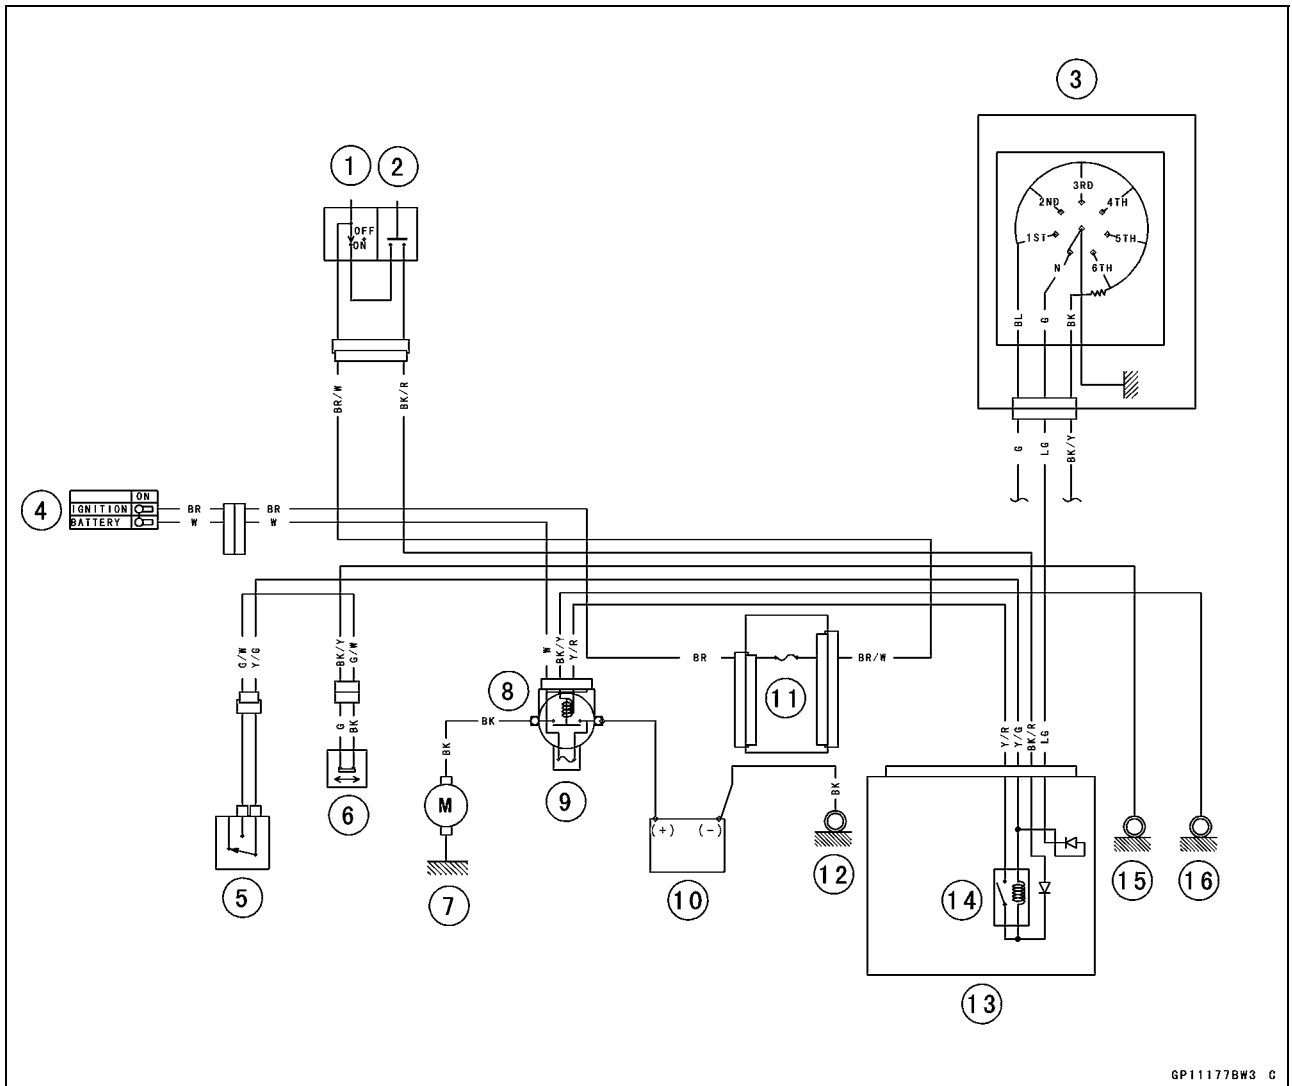 3
1 2
3RD
2ND 4TH
OFF
ON
1ST 5TH
N 6TH
BL G BK
BR/W BK/R
G LG BK/Y
ON
4 IGNITION BR BR
BATTERY W W
G/W Y/G BK/Y G/W W BK/Y Y/R
BR BR/W
8 11
BK
G BK BK Y/R Y/G BK/R LG
M 9 BK
6 (+) (-)
12 15 16
5 7 10 14
13
GP11177BW3 C